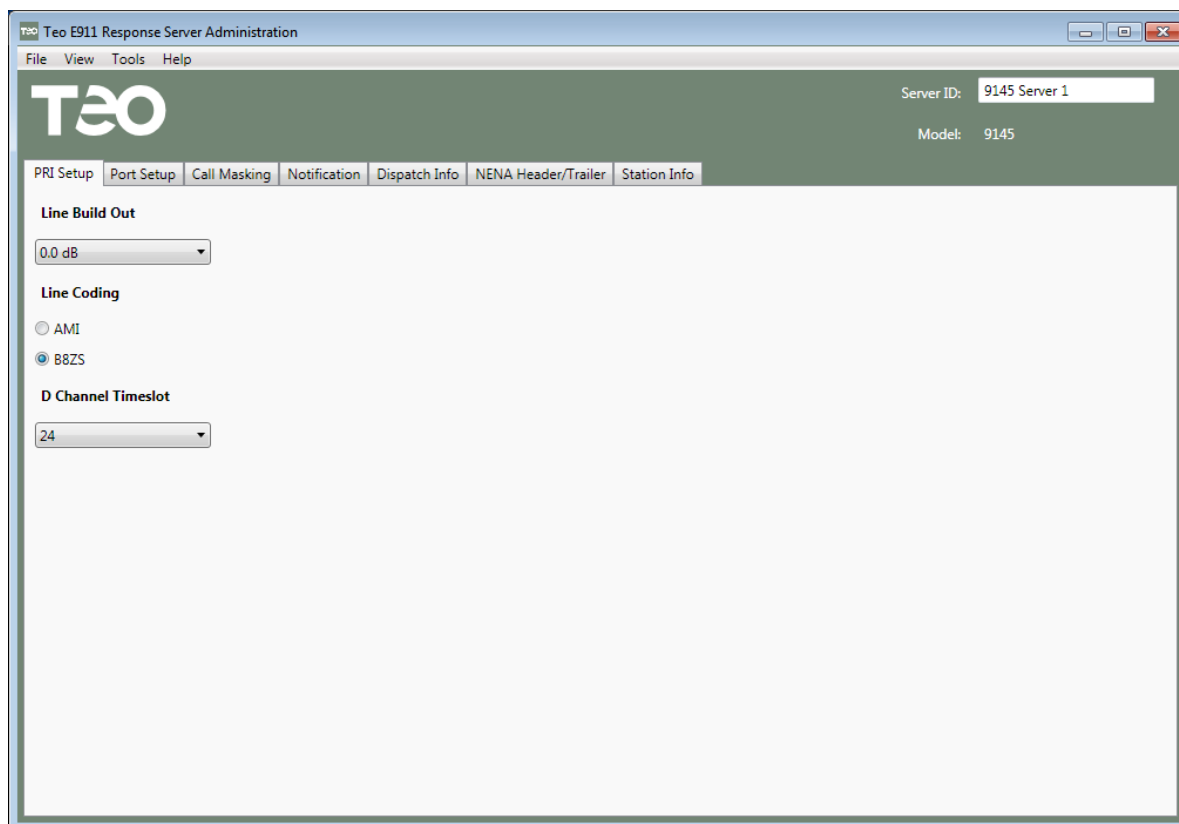 Teo Teo E911 Response Server Administration
File View Tools Help
Teo
Server ID: 9145 Server 1
Model: 9145
PRI Setup Port Setup Call Masking Notification Dispatch Info NENA Header/Trailer Station Info
Line Build Out
0.0 dB
Line Coding
AMI
B8ZS
D Channel Timeslot
24